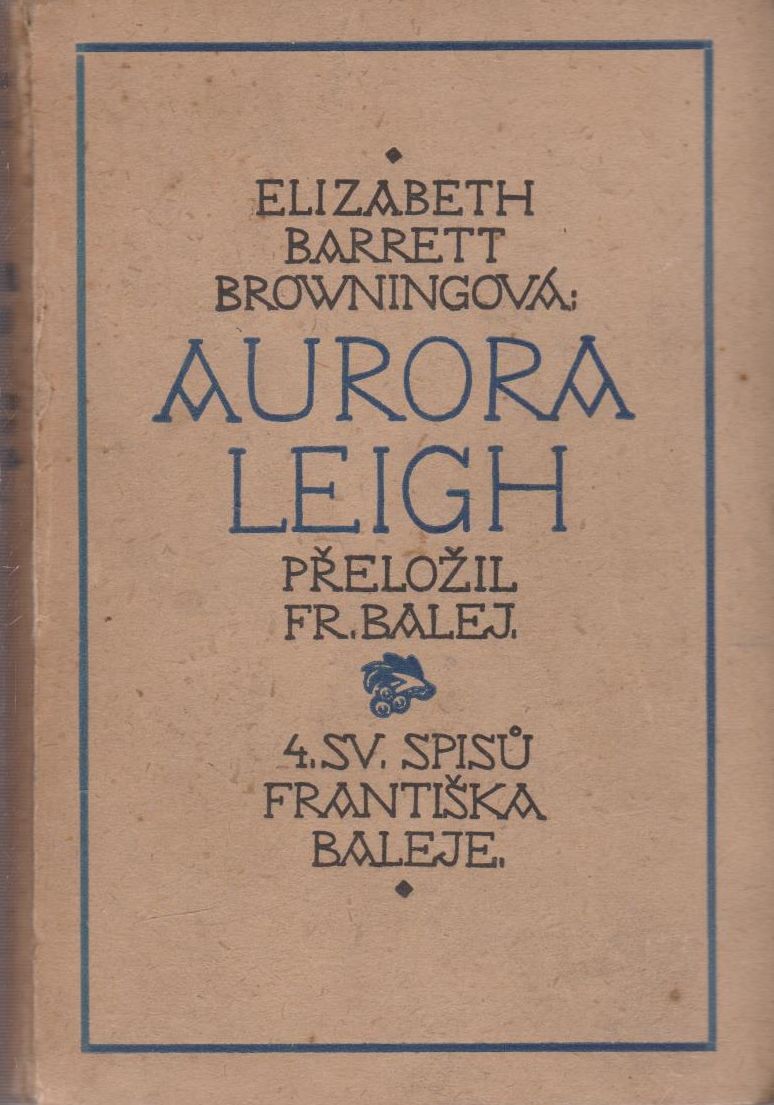 ELIZABETH
BARRETT
BROWNINGOVÁ:
AURORA
LEIGH
PŘELOŽIL
FR. BALEJ.
4. SV. SPISŮ
FRANTIŠKA
BALEJE.